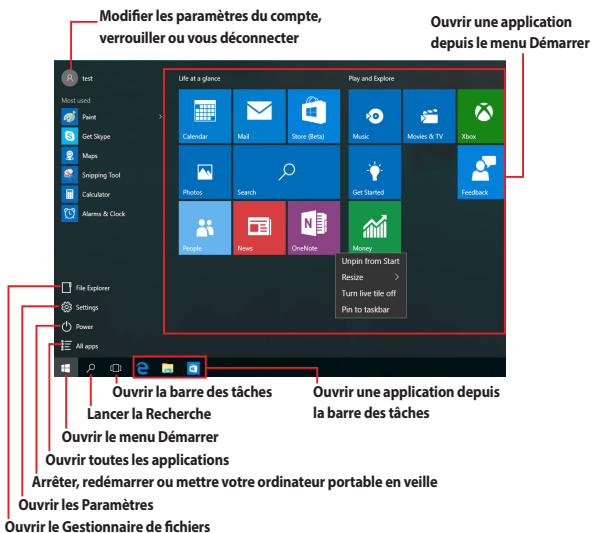 Modifier les paramètres du compte,
verrouiller ou vous déconnecter
Ouvrir une application
depuis le menu Démarrer
test
Most used
Paint
Get Skype
Maps
Snipping Tool
Calculator
Alarms & Clock
File Explorer
Settings
Power
All apps
Life at a glance
Play and Explore
Calendar
Mail
Store (Beta)
Music
Movies & TV
Xbox
Photos
Search
Get Started
Feedback
People
News
OneNote
Money
Unpin from Start
Resize
Turn live tile off
Pin to taskbar
Ouvrir la barre des tâches
Ouvrir une application depuis
la barre des tâches
Lancer la Recherche
Ouvrir le menu Démarrer
Ouvrir toutes les applications
Arrêter, redémarrer ou mettre votre ordinateur portable en veille
Ouvrir les Paramètres
Ouvrir le Gestionnaire de fichiers